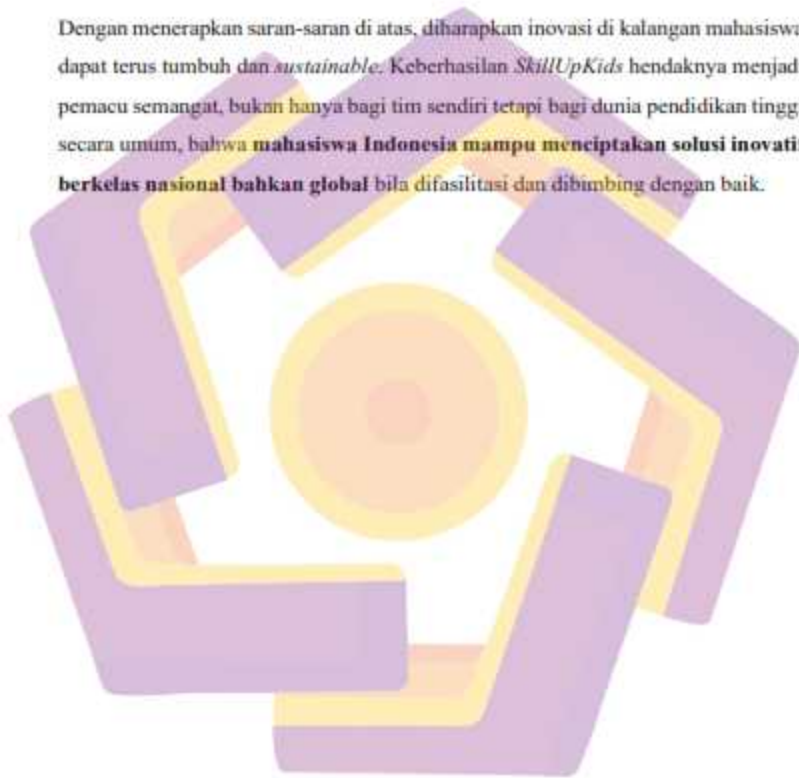 Dengan menerapkan saran-saran di atas, diharapkan inovasi di kalangan mahasiswa
dapat terus tumbuh dan sustainable. Keberhasilan SkillUpKids hendaknya menjad
pemacu semangat, bukan hanya bagi tim sendiri tetapi bagi dunia pendidikan tingg
secara umum, bahwa mahasiswa Indonesia mampu menciptakan solusi inovati
berkelas nasional bahkan global bila difasilitasi dan dibimbing dengan baik.